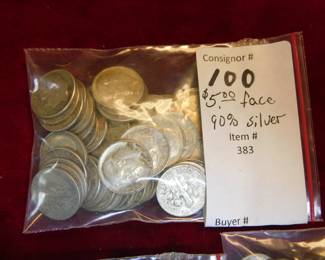 Consignor #
100
$5.00 face
90% silver
Item #
383
Buyer #